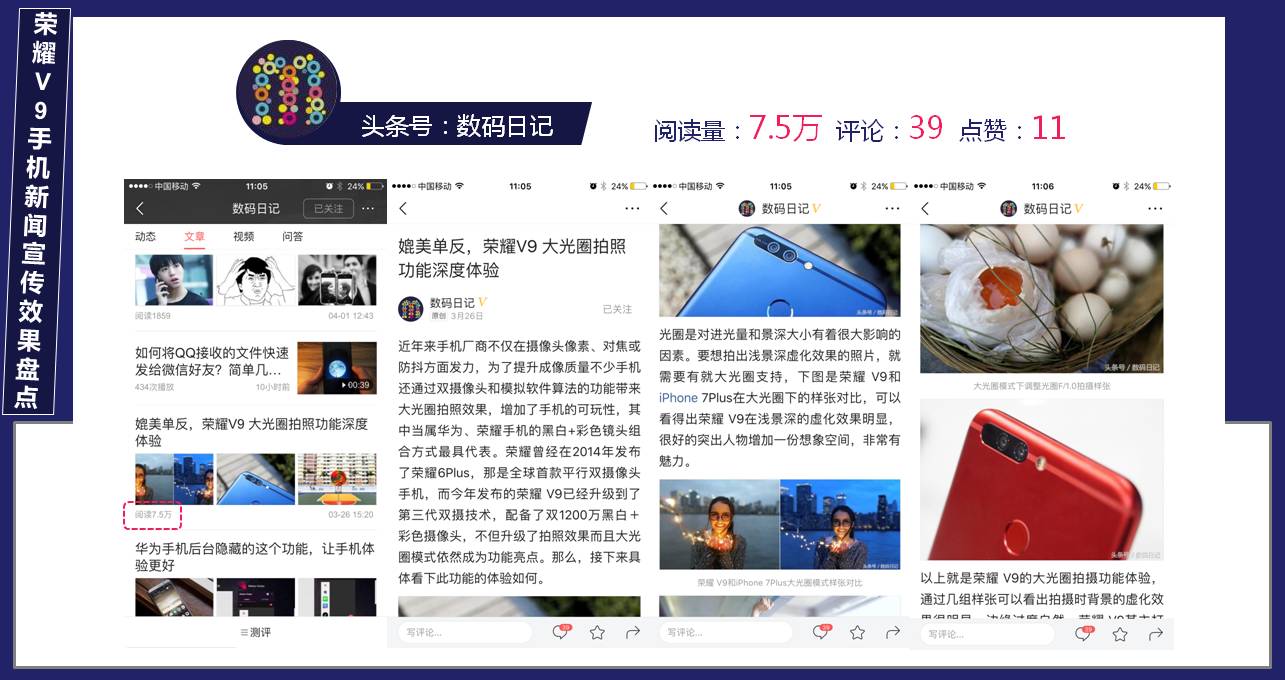 荣耀V9手机新闻宣传效果盘点
头条号：数码日记
阅读量：7.5万 评论：39 点赞：11
中国移动 11:05 24%
数码日记 已关注
动态 文章 视频 问答
阅读1859 04-01 12:43
如何将QQ接收的文件快速
发给微信好友？简单几...
434次播放 10小时前
00:39
媲美单反，荣耀V9 大光圈拍照功能深度
体验
阅读7.5万 03-26 15:20
华为手机后台隐藏的这个功能，让手机体
验更好
测评
中国移动 11:05 24%
媲美单反，荣耀V9 大光圈拍照
功能深度体验
数码日记 V
原创 3月26日
已关注
近年来手机厂商不仅在摄像头像素、对焦或
防抖方面发力，为了提升成像质量不少手机
还通过双摄像头和模拟软件算法的功能带来
大光圈拍照效果，增加了手机的可玩性，其
中当属华为、荣耀手机的黑白+彩色镜头组
合方式最具代表。荣耀曾经在2014年发布
了荣耀6Plus，那是全球首款平行双摄像头
手机，而今年发布的荣耀 V9已经升级到了
第三代双摄技术，配备了双1200万黑白＋
彩色摄像头，不但升级了拍照效果而且大光
圈模式依然成为功能亮点。那么，接下来具
体看下此功能的体验如何。
写评论... 39
中国移动 11:05 24%
数码日记 V
头条号 / 数码日记
光圈是对进光量和景深大小有着很大影响的
因素。要想拍出浅景深虚化效果的照片，就
需要有就大光圈支持，下图是荣耀 V9和
iPhone 7Plus在大光圈下的样张对比，可以
看得出荣耀 V9在浅景深的虚化效果明显，
很好的突出人物增加一份想象空间，非常有
魅力。
头条号 / 数码日记
荣耀 V9和iPhone 7Plus大光圈模式样张对比
写评论... 39
中国移动 11:06 24%
数码日记 V
头条号 / 数码日记
大光圈模式下调整光圈F/1.0拍摄样张
头条号 / 数码日记
以上就是荣耀 V9的大光圈拍摄功能体验，
通过几组样张可以看出拍摄时背景的虚化效
写评论... 39